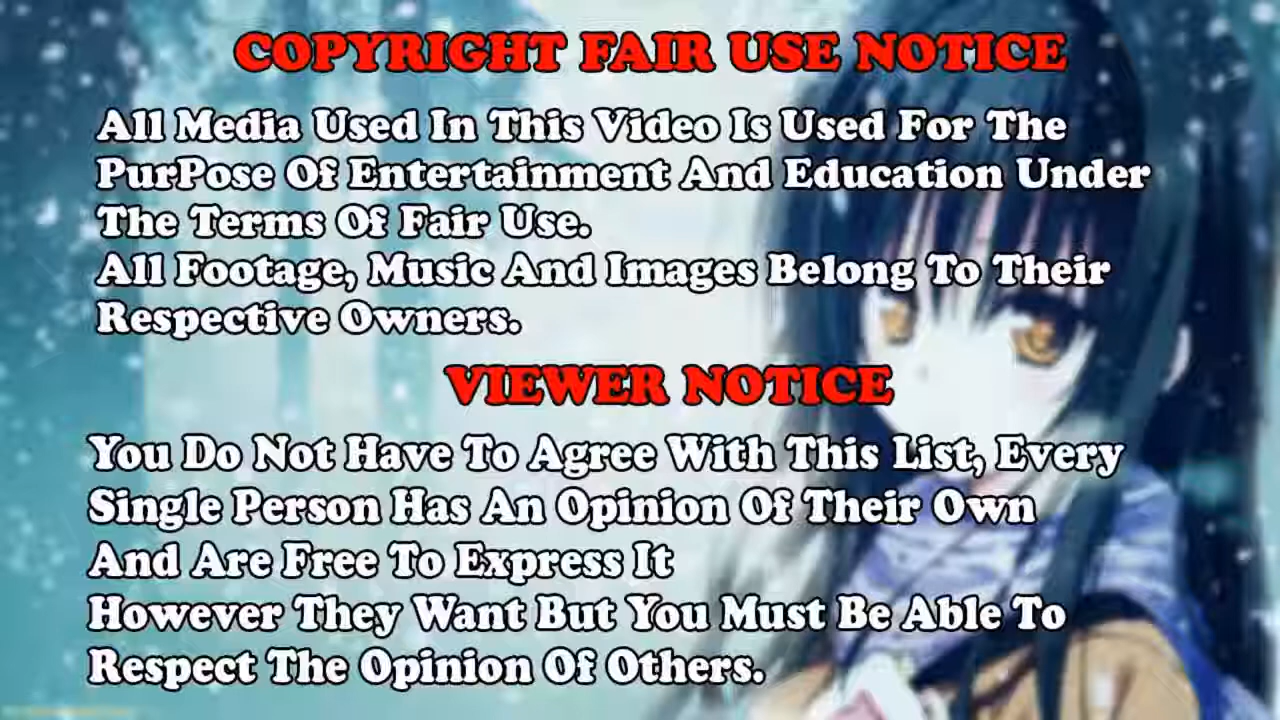 COPYRIGHT FAIR USE NOTICE
All Media Used In This Video Is Used For The
PurPose Of Entertainment And Education Under
The Terms Of Fair Use.
All Footage, Music And Images Belong To Their
Respective Owners.
VIEWER NOTICE
You Do Not Have To Agree With This List, Every
Single Person Has An Opinion Of Their Own
And Are Free To Express It
However They Want But You Must Be Able To
Respect The Opinion Of Others.